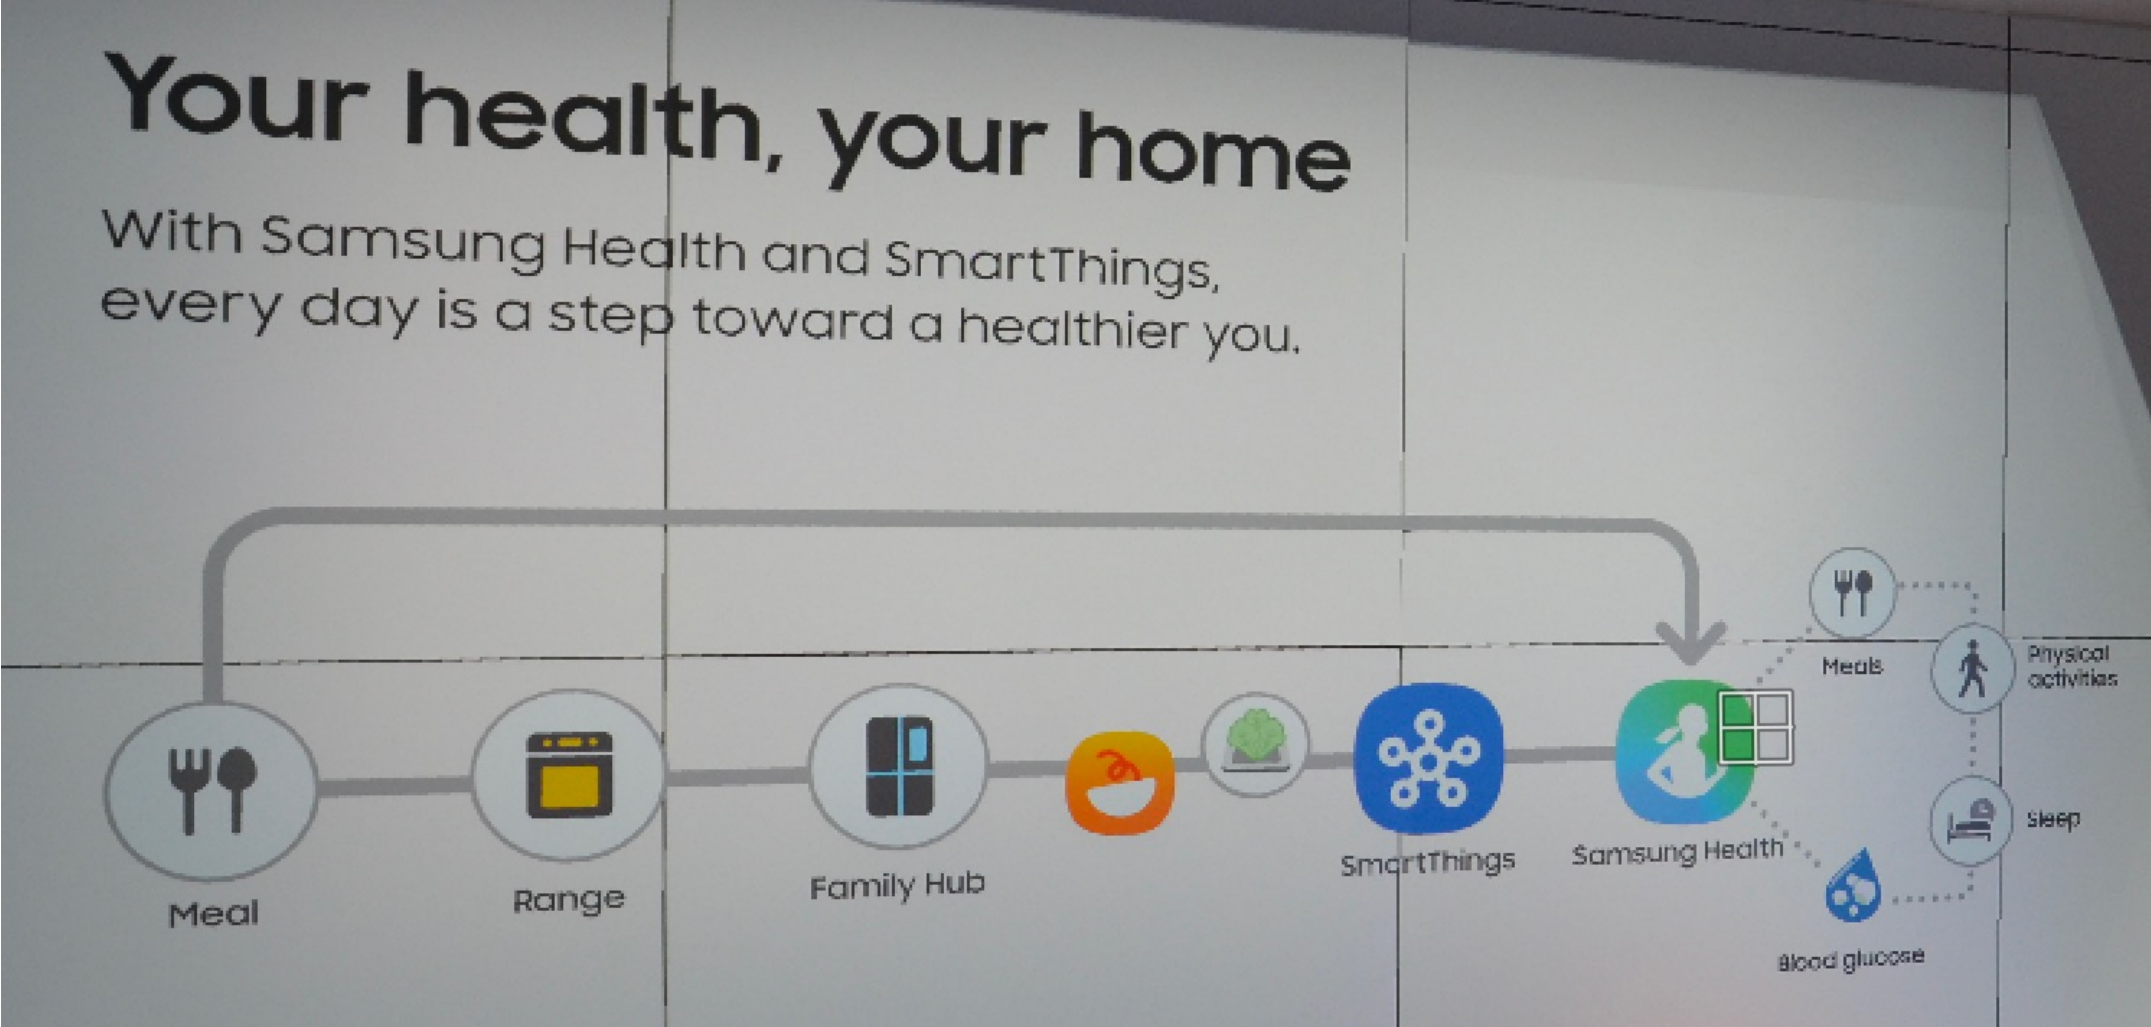 Your health, your home
With Samsung Health and SmartThings,
every day is a step toward a healthier you.
Meal
Range
Family Hub
SmartThings
Samsung Health
Meals
Physical
activities
Sleep
Blood glucose